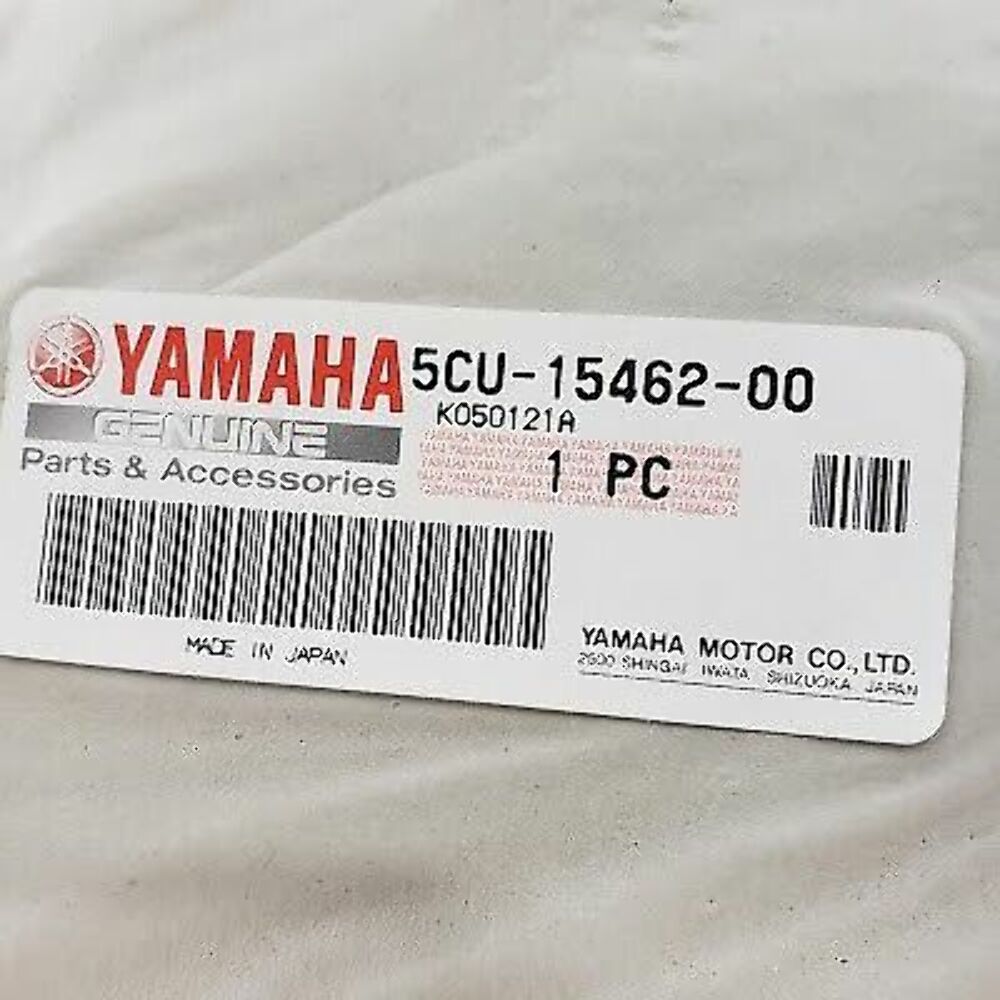 YAMAHA 5CU-15462-00
GENUINE K050121A
Parts & Accessories 1 PC
MADE IN JAPAN
YAMAHA MOTOR CO., LTD.
2500 SHINGAI IWATA SHIZUOKA JAPAN